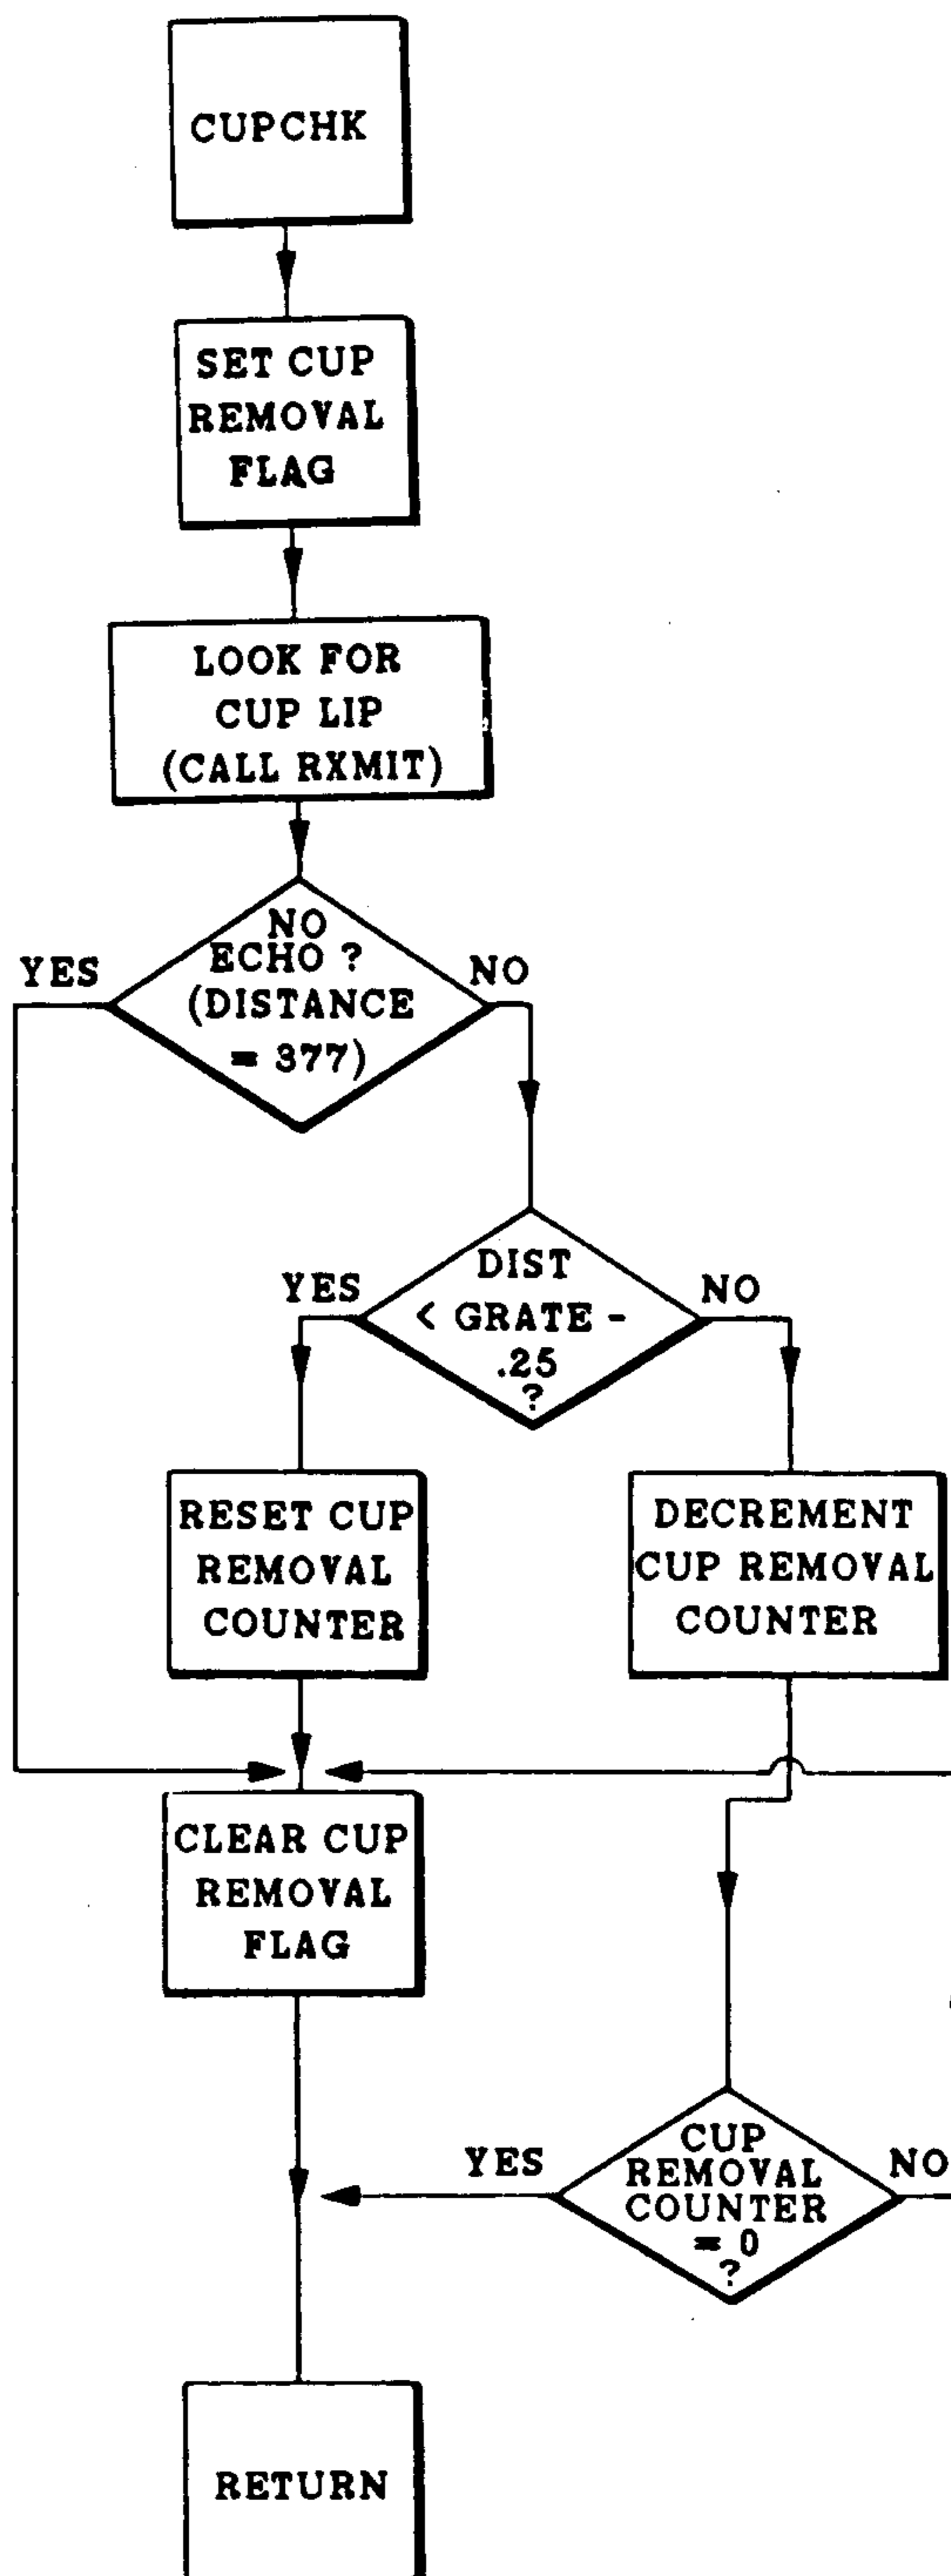 CUPCHK
SET CUP
REMOVAL
FLAG
LOOK FOR
CUP LIP
(CALL RXMIT)
NO
ECHO ?
(DISTANCE
= 377)
YES
NO
DIST
< GRATE -
.25
?
YES
NO
RESET CUP
REMOVAL
COUNTER
DECREMENT
CUP REMOVAL
COUNTER
CLEAR CUP
REMOVAL
FLAG
CUP
REMOVAL
COUNTER
= 0
?
YES
NO
RETURN